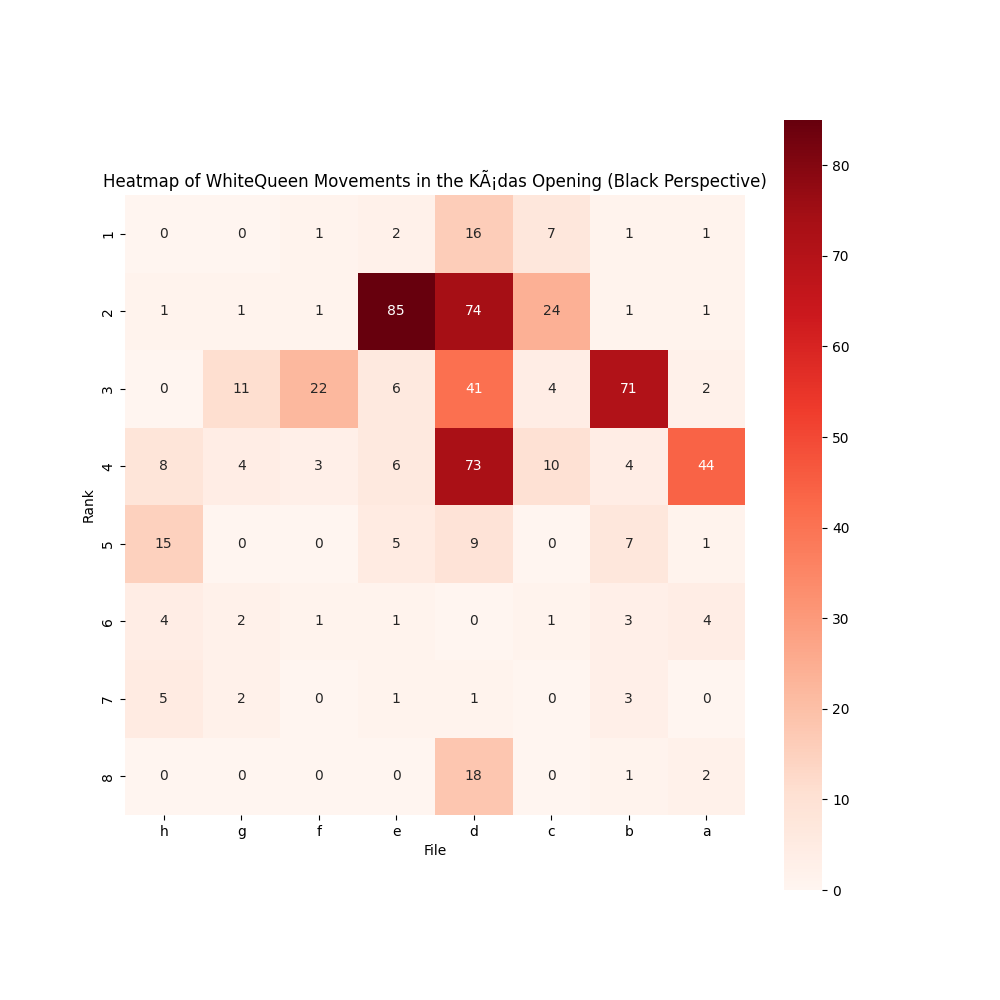 Heatmap of WhiteQueen Movements in the KÃ¡das Opening (Black Perspective)
1 0 0 1 2 16 7 1 1
2 1 1 1 85 74 24 1 1
3 0 11 22 6 41 4 71 2
4 8 4 3 6 73 10 4 44
5 15 0 0 5 9 0 7 1
6 4 2 1 1 0 1 3 4
7 5 2 0 1 1 0 3 0
8 0 0 0 0 18 0 1 2
h g f e d c b a
File
Rank
80
70
60
50
40
30
20
10
0